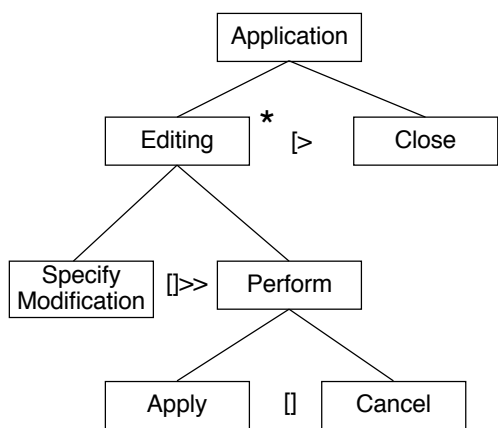 Application
Editing * [> Close
Specify
Modification []>> Perform
Apply [] Cancel